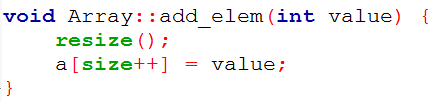 void Array::add_elem(int value) {
    resize();
    a[size++] = value;
}